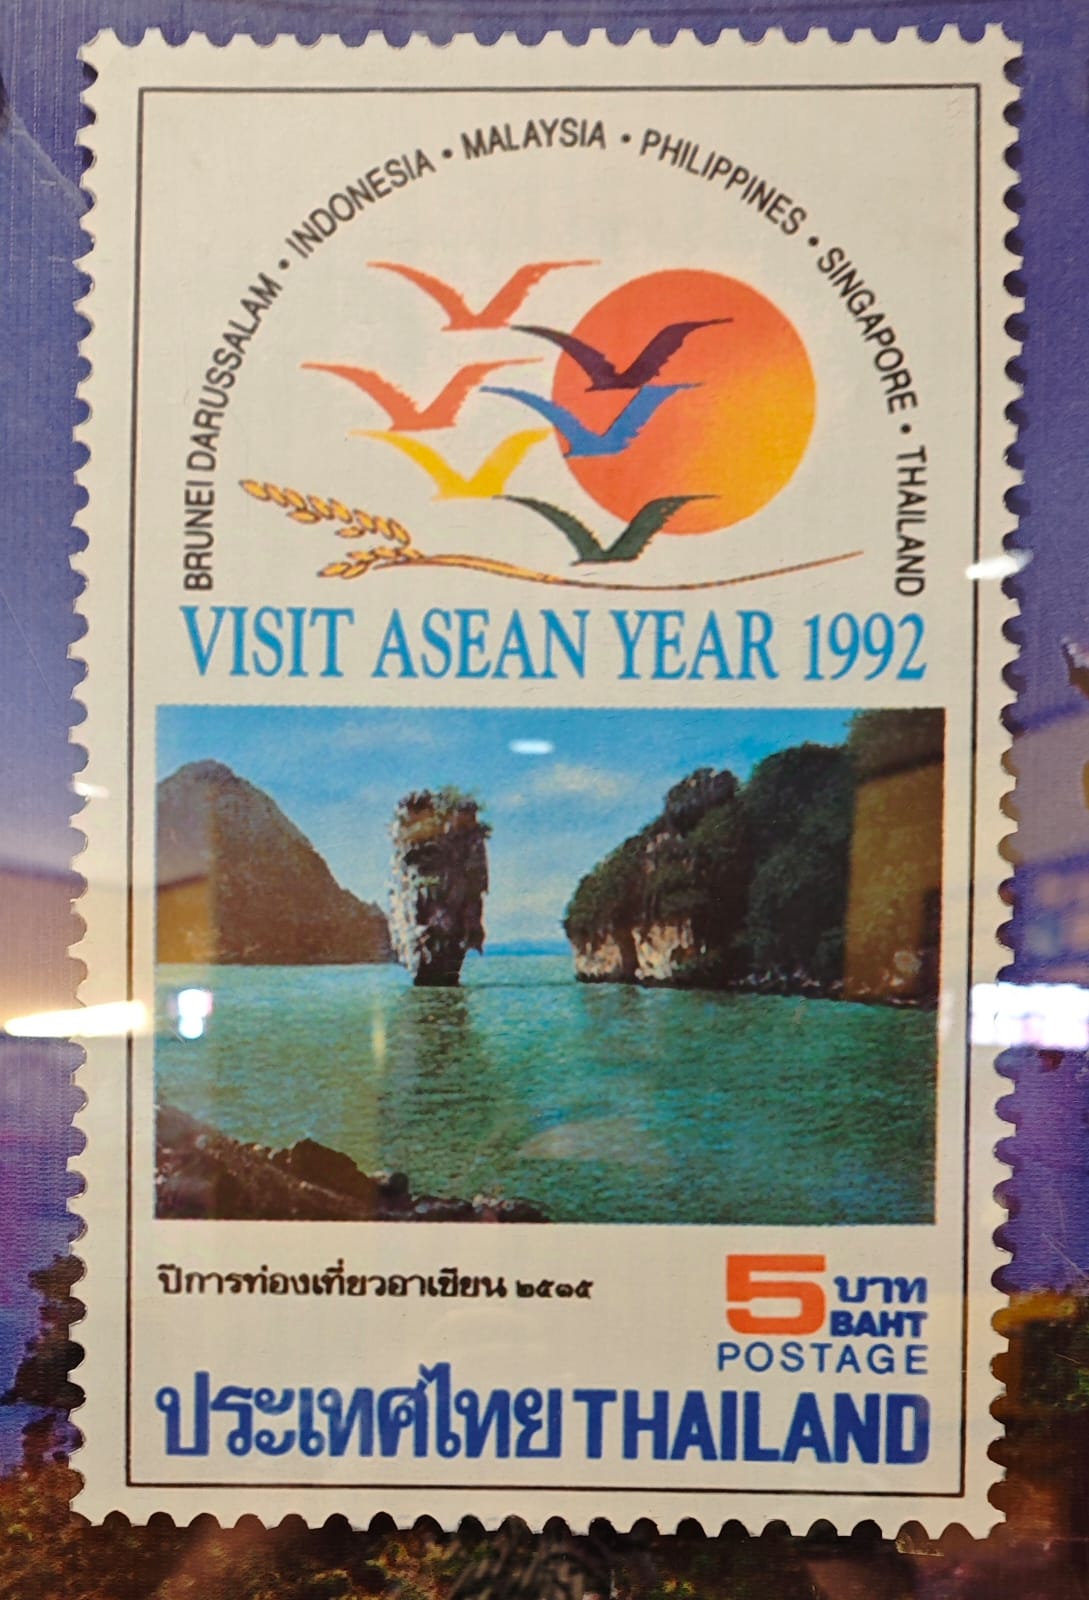 BRUNEI DARUSSALAM • INDONESIA • MALAYSIA • PHILIPPINES • SINGAPORE • THAILAND
VISIT ASEAN YEAR 1992
ปีการท่องเที่ยวอาเซียน ๒๕๓๕
5 บาท
BAHT
POSTAGE
ประเทศไทย THAILAND